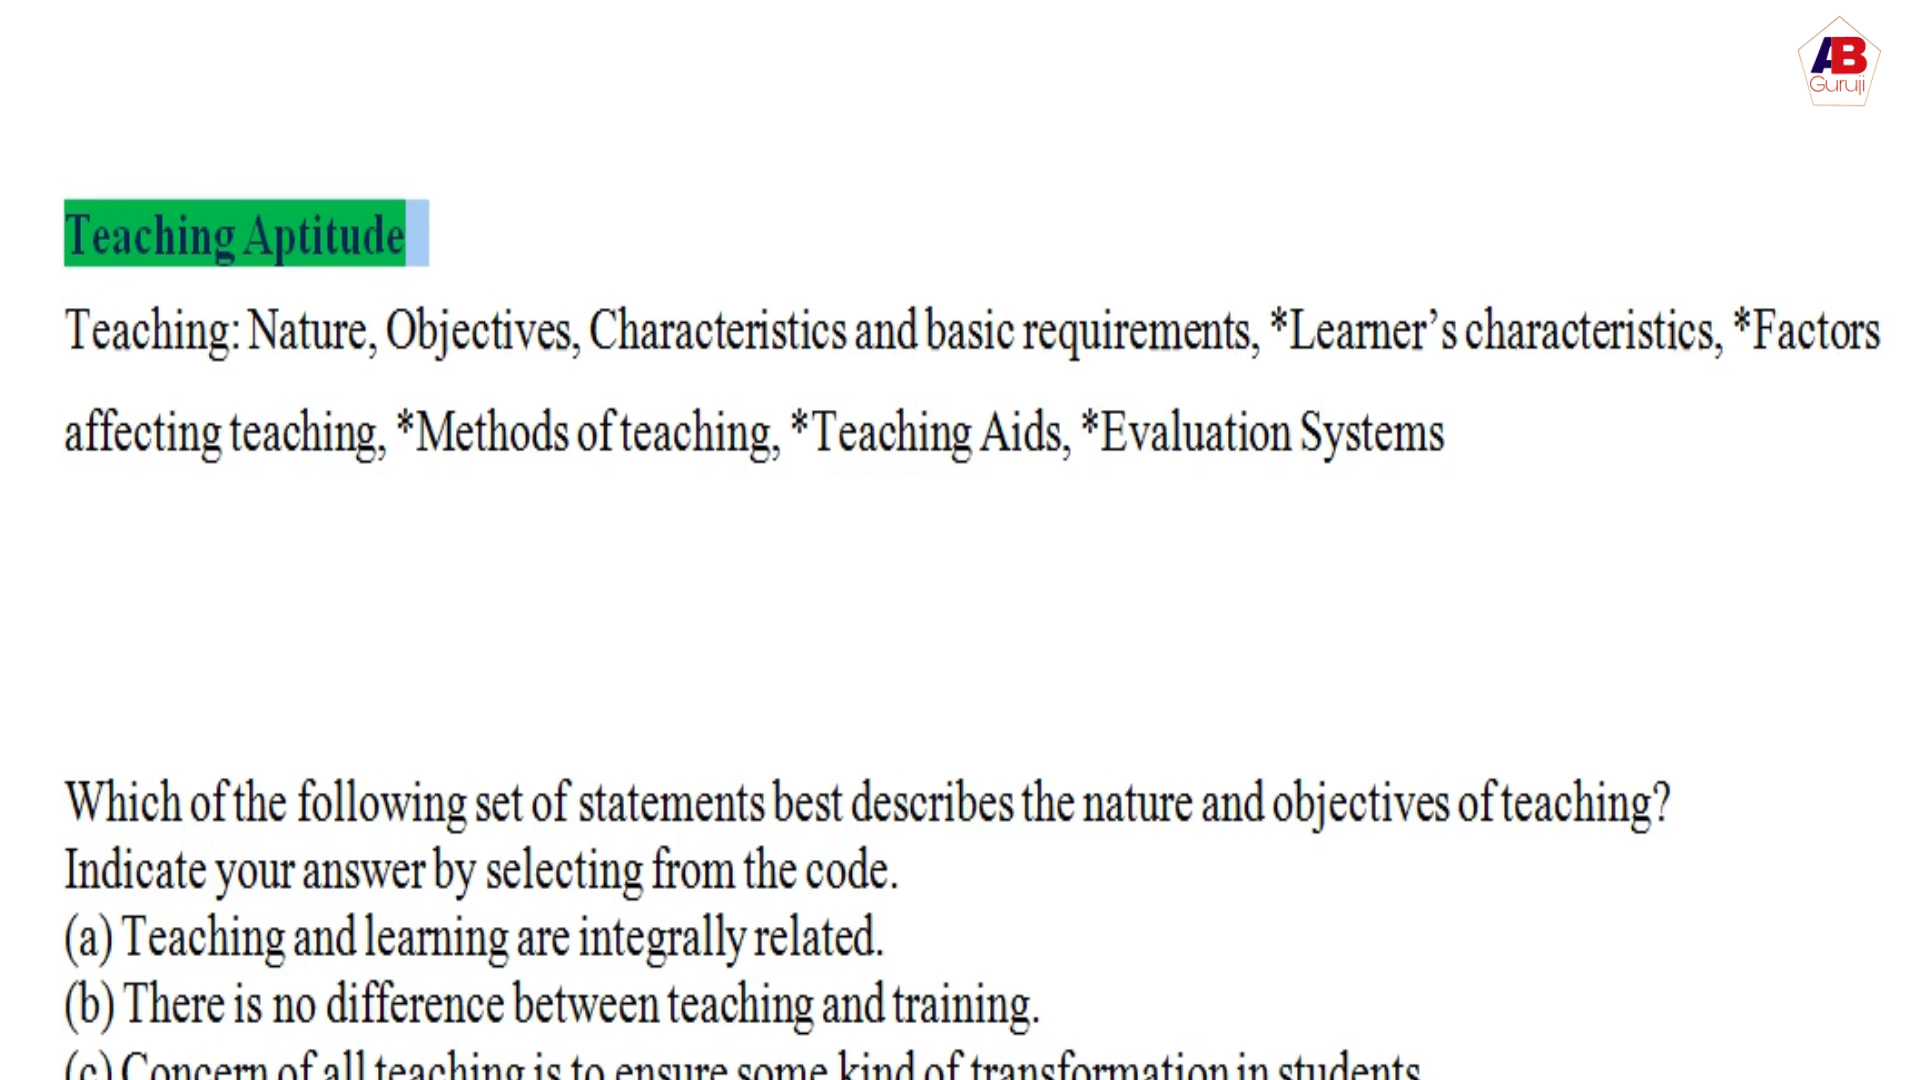 AB
Guruji
Teaching Aptitude
Teaching: Nature, Objectives, Characteristics and basic requirements, *Learner’s characteristics, *Factors
affecting teaching, *Methods of teaching, *Teaching Aids, *Evaluation Systems
Which of the following set of statements best describes the nature and objectives of teaching?
Indicate your answer by selecting from the code.
(a) Teaching and learning are integrally related.
(b) There is no difference between teaching and training.
(c) Concern of all teaching is to ensure some kind of transformation in students.